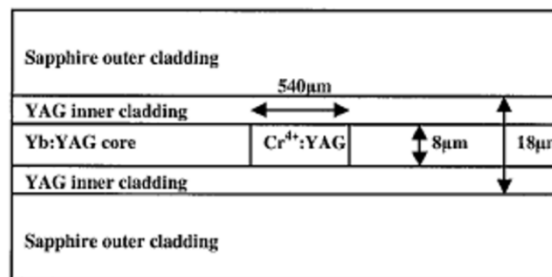 Sapphire outer cladding
540μm
YAG inner cladding
Yb:YAG core Cr⁴⁺:YAG 8μm 18μm
YAG inner cladding
Sapphire outer cladding